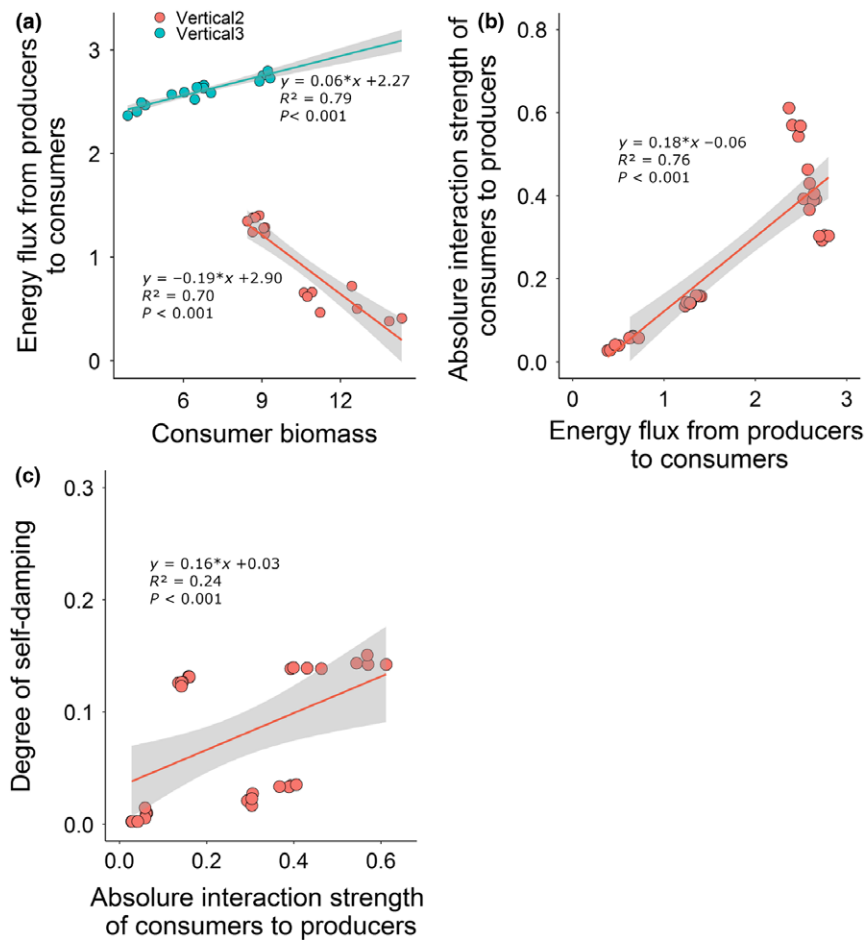 (a)
Vertical2
Vertical3
Energy flux from producers
to consumers
3
2
1
0
y = 0.06*x +2.27
R² = 0.79
P< 0.001
y = −0.19*x +2.90
R² = 0.70
P < 0.001
6 9 12
Consumer biomass
(b)
Absolure interaction strength of
consumers to producers
0.8
0.6
0.4
0.2
0.0
y = 0.18*x −0.06
R² = 0.76
P < 0.001
0 1 2 3
Energy flux from producers
to consumers
(c)
Degree of self-damping
0.3
0.2
0.1
0.0
y = 0.16*x +0.03
R² = 0.24
P < 0.001
0.0 0.2 0.4 0.6
Absolure interaction strength
of consumers to producers